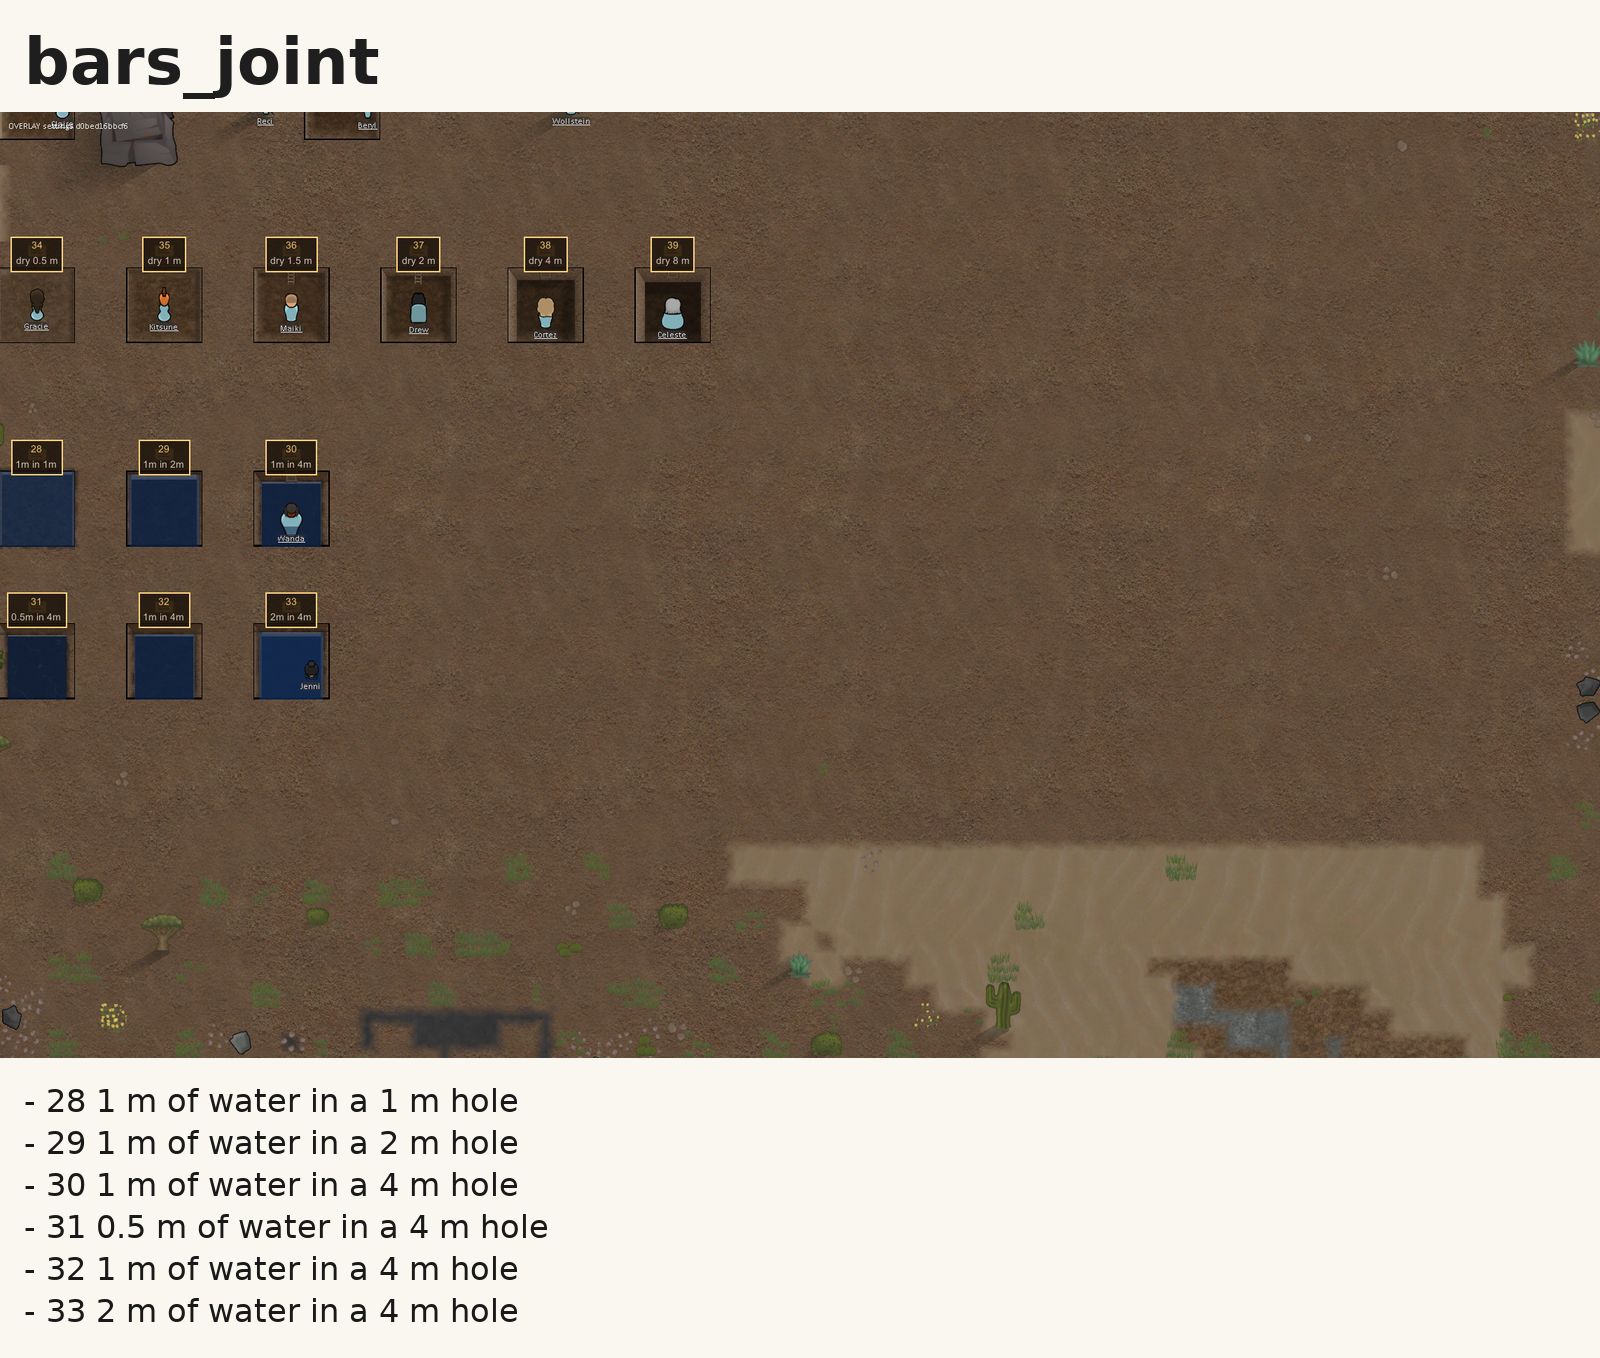 bars_joint
OVERLAY settings d0bed16bbcf6
Reci
Beryl
Wollstein
34
dry 0.5 m
35
dry 1 m
36
dry 1.5 m
37
dry 2 m
38
dry 4 m
39
dry 8 m
Gracie
Kitsune
Maiki
Drew
Cortez
Celeste
28
1m in 1m
29
1m in 2m
30
1m in 4m
Wanda
31
0.5m in 4m
32
1m in 4m
33
2m in 4m
Jenni
- 28 1 m of water in a 1 m hole
- 29 1 m of water in a 2 m hole
- 30 1 m of water in a 4 m hole
- 31 0.5 m of water in a 4 m hole
- 32 1 m of water in a 4 m hole
- 33 2 m of water in a 4 m hole